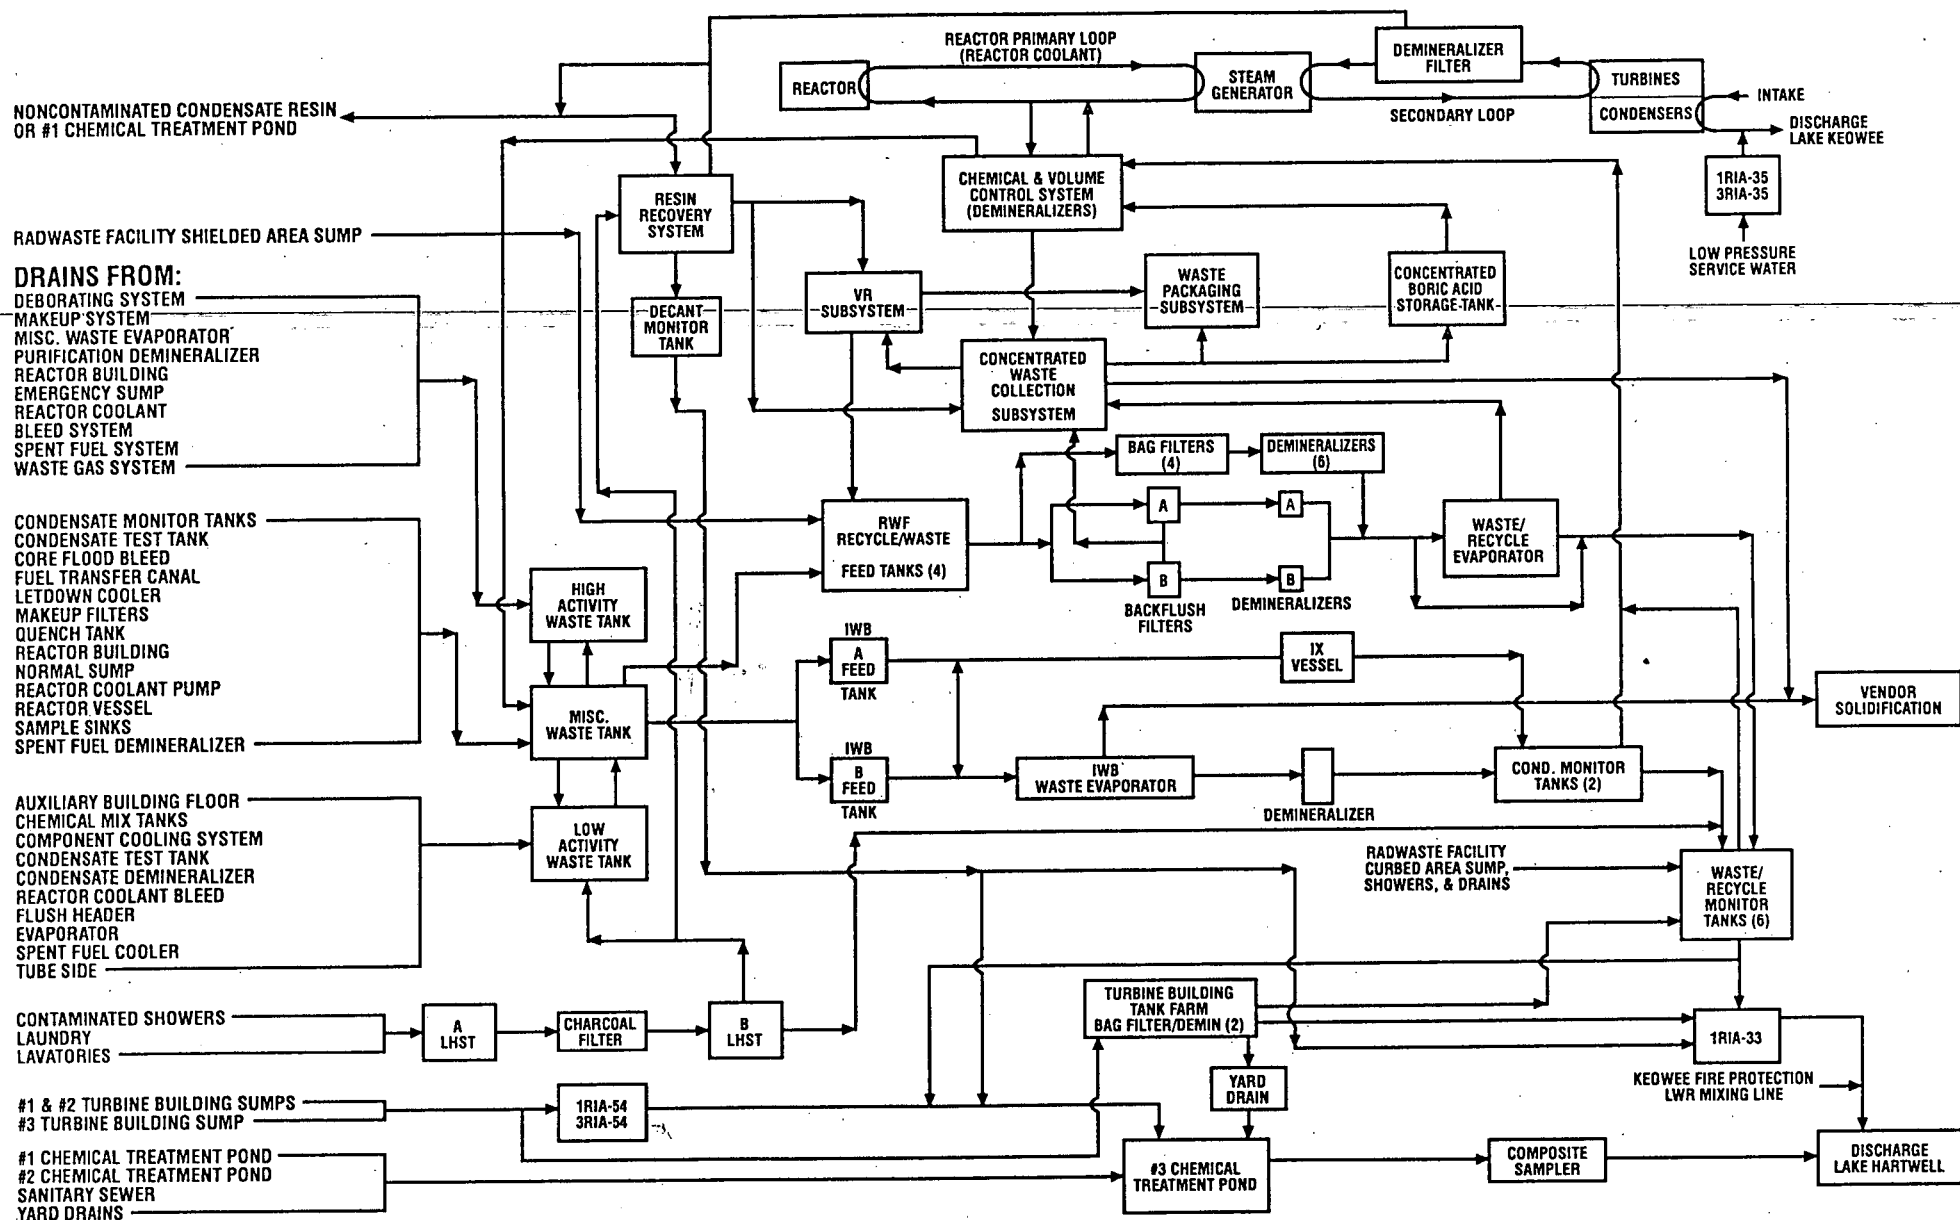 REACTOR PRIMARY LOOP
(REACTOR COOLANT)
REACTOR
STEAM
GENERATOR
DEMINERALIZER
FILTER
TURBINES
CONDENSERS
INTAKE
SECONDARY LOOP
DISCHARGE
LAKE KEOWEE
NONCONTAMINATED CONDENSATE RESIN
OR #1 CHEMICAL TREATMENT POND
CHEMICAL & VOLUME
CONTROL SYSTEM
(DEMINERALIZERS)
1RIA-35
3RIA-35
LOW PRESSURE
SERVICE WATER
RESIN
RECOVERY
SYSTEM
RADWASTE FACILITY SHIELDED AREA SUMP
DRAINS FROM:
DEBORATING SYSTEM
MAKEUP SYSTEM
MISC. WASTE EVAPORATOR
PURIFICATION DEMINERALIZER
REACTOR BUILDING
EMERGENCY SUMP
REACTOR COOLANT
BLEED SYSTEM
SPENT FUEL SYSTEM
WASTE GAS SYSTEM
DECANT
MONITOR
TANK
VR
SUBSYSTEM
WASTE
PACKAGING
SUBSYSTEM
CONCENTRATED
BORIC ACID
STORAGE-TANK
CONCENTRATED
WASTE
COLLECTION
SUBSYSTEM
BAG FILTERS
(4)
DEMINERALIZERS
(6)
CONDENSATE MONITOR TANKS
CONDENSATE TEST TANK
CORE FLOOD BLEED
FUEL TRANSFER CANAL
LETDOWN COOLER
MAKEUP FILTERS
QUENCH TANK
REACTOR BUILDING
NORMAL SUMP
REACTOR COOLANT PUMP
REACTOR VESSEL
SAMPLE SINKS
SPENT FUEL DEMINERALIZER
RWF
RECYCLE/WASTE
FEED TANKS (4)
A
A
B
B
BACKFLUSH
FILTERS
DEMINERALIZERS
WASTE/
RECYCLE
EVAPORATOR
HIGH
ACTIVITY
WASTE TANK
MISC.
WASTE TANK
IWB
A
FEED
TANK
IX
VESSEL
VENDOR
SOLIDIFICATION
IWB
B
FEED
TANK
IWB
WASTE EVAPORATOR
DEMINERALIZER
COND. MONITOR
TANKS (2)
AUXILIARY BUILDING FLOOR
CHEMICAL MIX TANKS
COMPONENT COOLING SYSTEM
CONDENSATE TEST TANK
CONDENSATE DEMINERALIZER
REACTOR COOLANT BLEED
FLUSH HEADER
EVAPORATOR
SPENT FUEL COOLER
TUBE SIDE
LOW
ACTIVITY
WASTE TANK
RADWASTE FACILITY
CURBED AREA SUMP,
SHOWERS, & DRAINS
WASTE/
RECYCLE
MONITOR
TANKS (6)
CONTAMINATED SHOWERS
LAUNDRY
LAVATORIES
A
LHST
CHARCOAL
FILTER
B
LHST
TURBINE BUILDING
TANK FARM
BAG FILTER/DEMIN (2)
1RIA-33
KEOWEE FIRE PROTECTION
LWR MIXING LINE
YARD
DRAIN
#1 & #2 TURBINE BUILDING SUMPS
#3 TURBINE BUILDING SUMP
1RIA-54
3RIA-54
#1 CHEMICAL TREATMENT POND
#2 CHEMICAL TREATMENT POND
SANITARY SEWER
YARD DRAINS
#3 CHEMICAL
TREATMENT POND
COMPOSITE
SAMPLER
DISCHARGE
LAKE HARTWELL